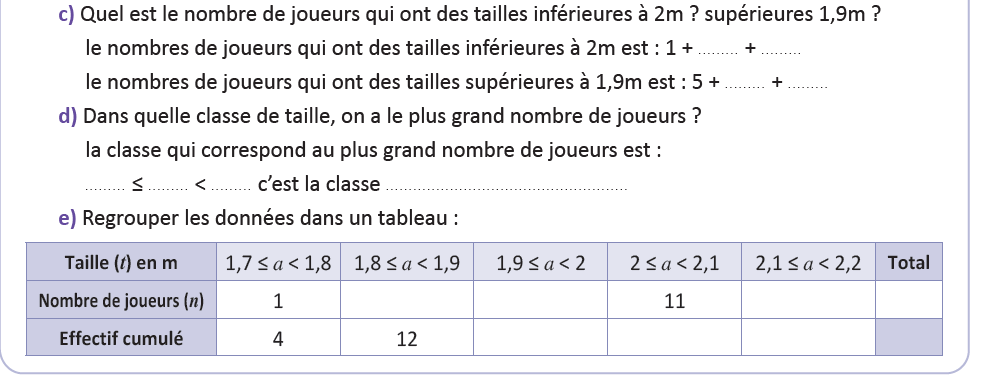 c) Quel est le nombre de joueurs qui ont des tailles inférieures à 2m ? supérieures 1,9m ?
le nombres de joueurs qui ont des tailles inférieures à 2m est : 1 + ......... + .........
le nombres de joueurs qui ont des tailles supérieures à 1,9m est : 5 + ......... + .........
d) Dans quelle classe de taille, on a le plus grand nombre de joueurs ?
la classe qui correspond au plus grand nombre de joueurs est :
......... ≤ ......... < ......... c’est la classe ......................................................
e) Regrouper les données dans un tableau :
Taille (t) en m 1,7 ≤ a < 1,8 1,8 ≤ a < 1,9 1,9 ≤ a < 2 2 ≤ a < 2,1 2,1 ≤ a < 2,2 Total
Nombre de joueurs (n) 1 11
Effectif cumulé 4 12